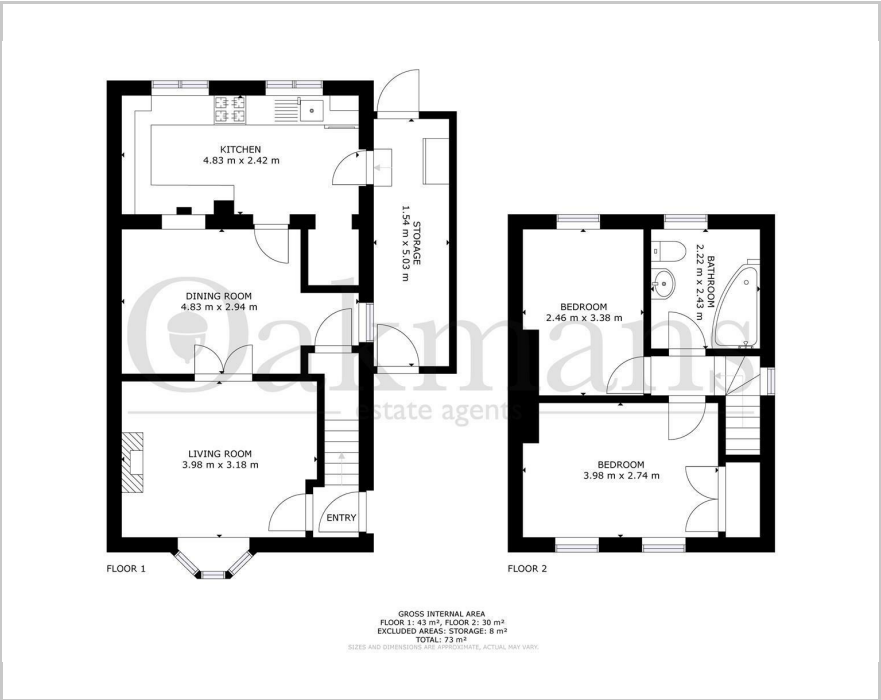 KITCHEN
4.83 m x 2.42 m
STORAGE
1.54 m x 5.03 m
DINING ROOM
4.83 m x 2.94 m
BEDROOM
2.46 m x 3.38 m
BATHROOM
2.22 m x 2.43 m
Oakmans
estate agents
LIVING ROOM
3.98 m x 3.18 m
ENTRY
BEDROOM
3.98 m x 2.74 m
FLOOR 1
FLOOR 2
GROSS INTERNAL AREA
FLOOR 1: 43 m², FLOOR 2: 30 m²
EXCLUDED AREAS: STORAGE: 8 m²
TOTAL: 73 m²
SIZES AND DIMENSIONS ARE APPROXIMATE, ACTUAL MAY VARY.